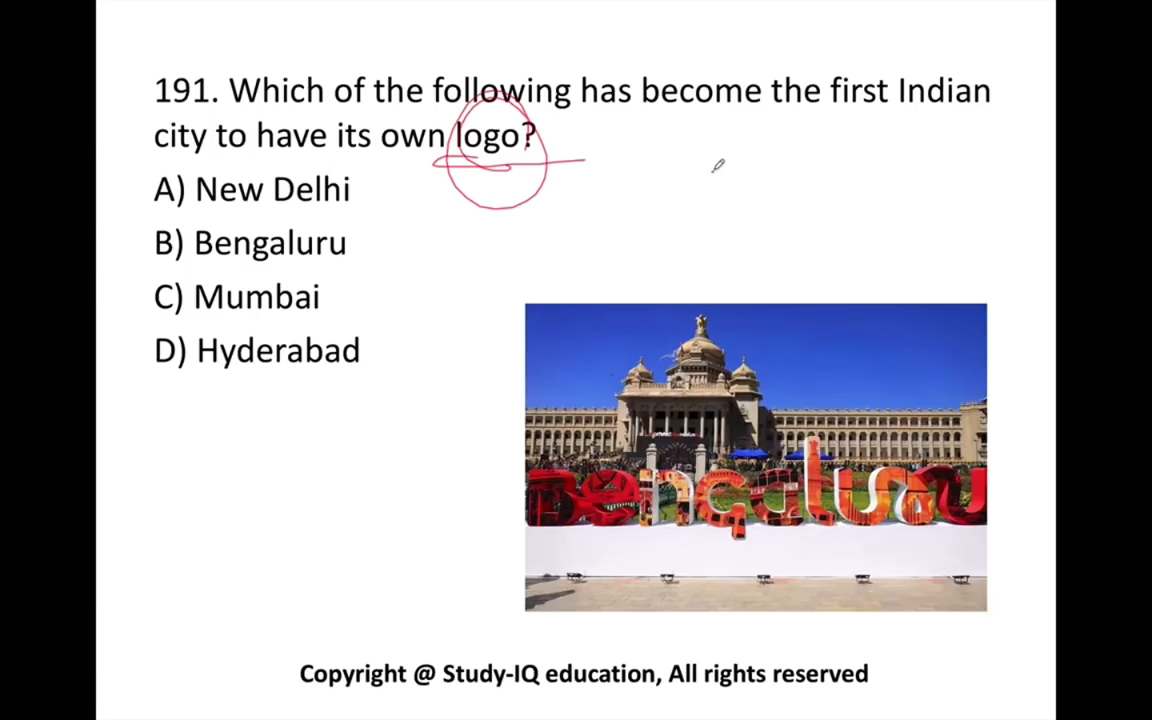 191. Which of the following has become the first Indian
city to have its own logo?
A) New Delhi
B) Bengaluru
C) Mumbai
D) Hyderabad
Bengaluru
Copyright @ Study-IQ education, All rights reserved